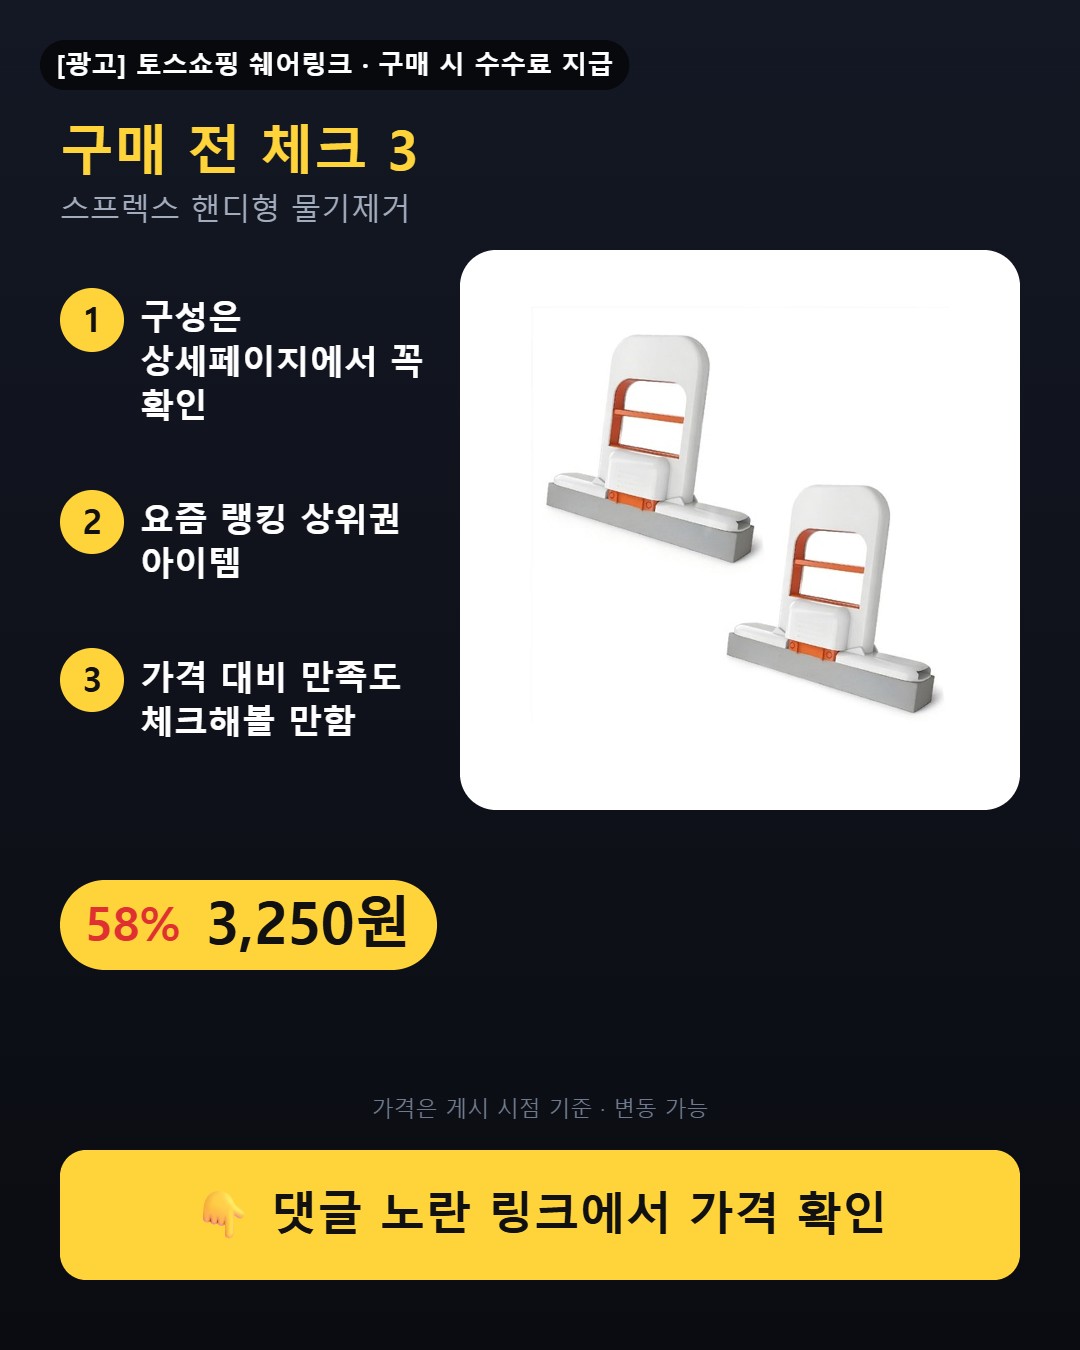 [광고] 토스쇼핑 쉐어링크 · 구매 시 수수료 지급
구매 전 체크 3
스프렉스 핸디형 물기제거
1 구성은
상세페이지에서 꼭
확인
2 요즘 랭킹 상위권
아이템
3 가격 대비 만족도
체크해볼 만함
58% 3,250원
가격은 게시 시점 기준 · 변동 가능
👇 댓글 노란 링크에서 가격 확인